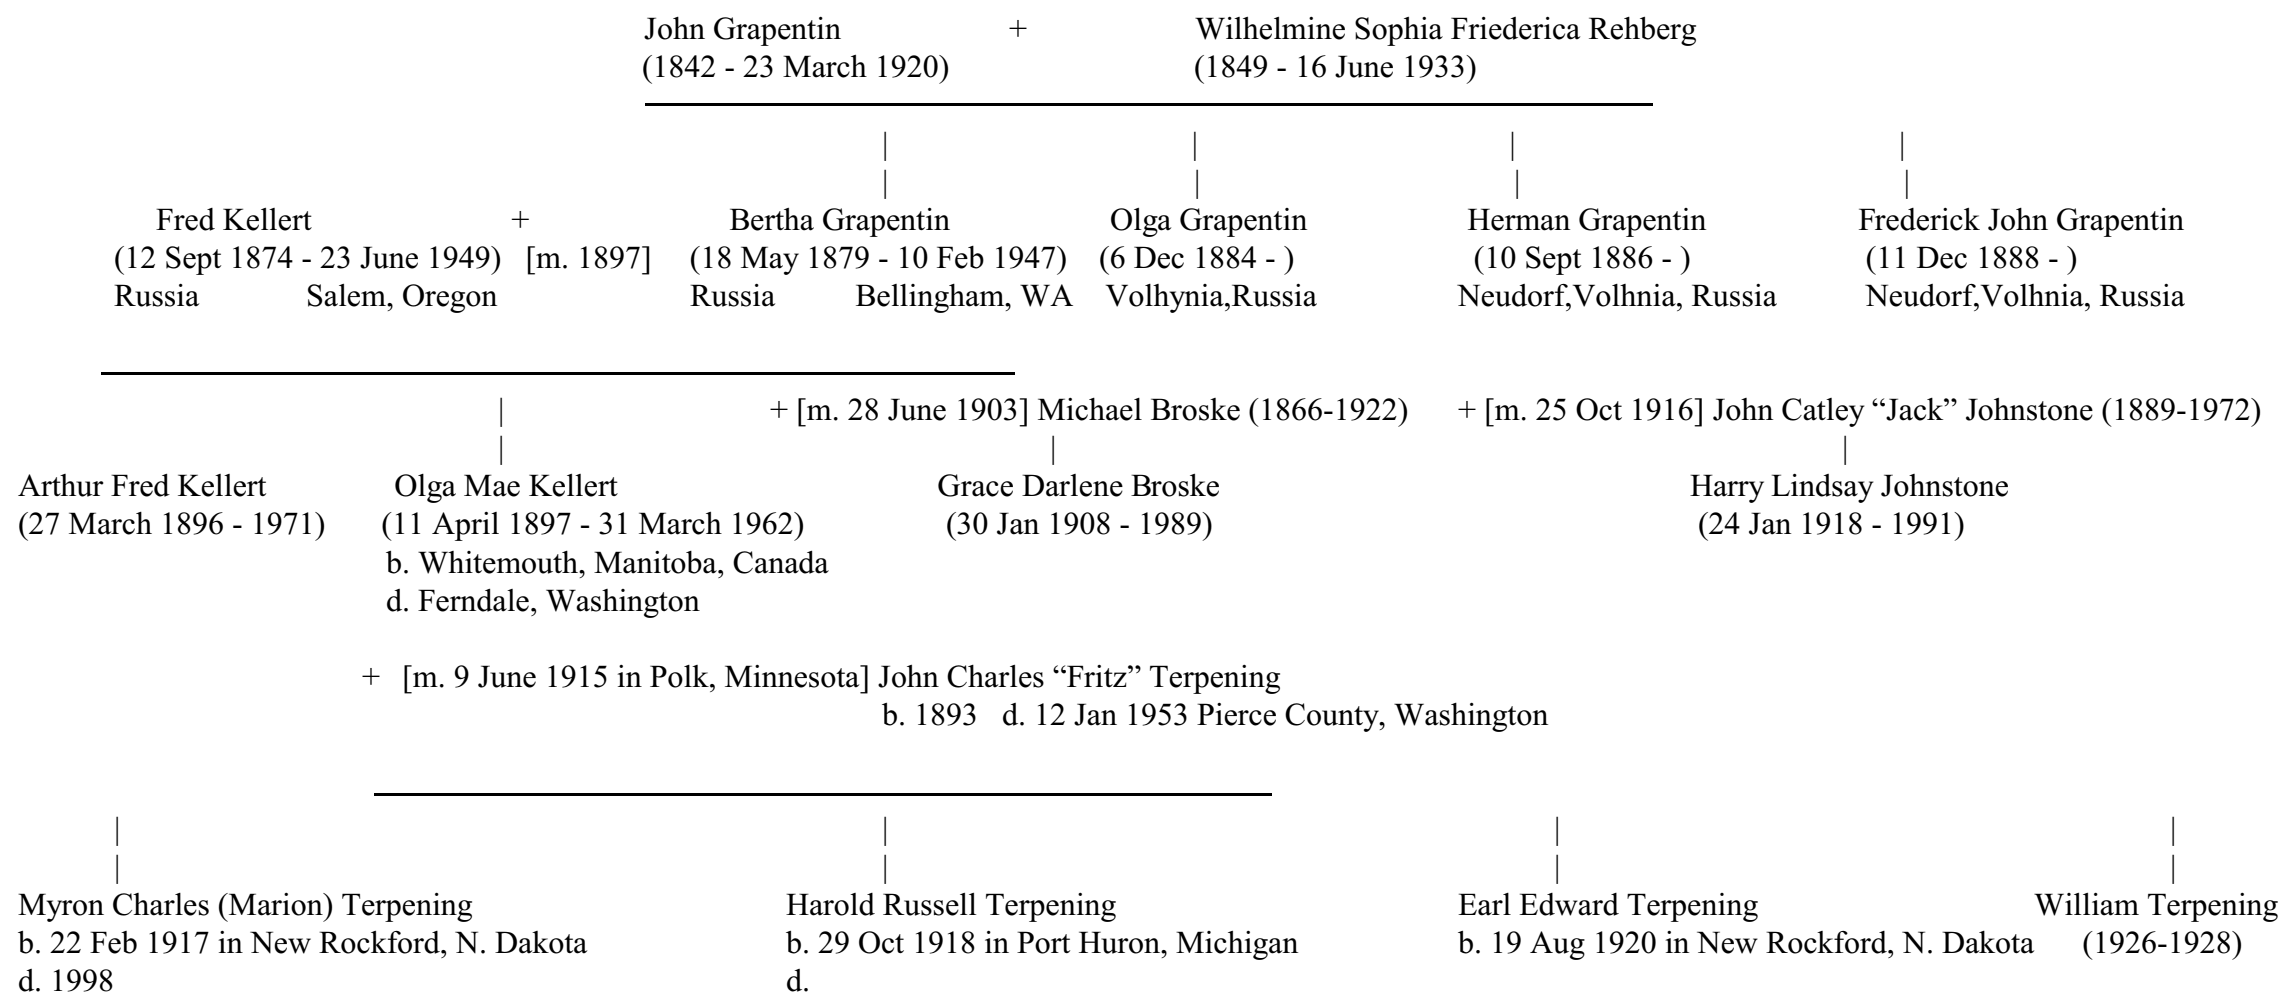 John Grapentin + Wilhelmine Sophia Friederica Rehberg
(1842 - 23 March 1920) (1849 - 16 June 1933)
| | | |
| | | |
Fred Kellert + Bertha Grapentin Olga Grapentin Herman Grapentin Frederick John Grapentin
(12 Sept 1874 - 23 June 1949) [m. 1897] (18 May 1879 - 10 Feb 1947) (6 Dec 1884 - ) (10 Sept 1886 - ) (11 Dec 1888 - )
Russia Salem, Oregon Russia Bellingham, WA Volhynia,Russia Neudorf,Volhnia, Russia Neudorf,Volhnia, Russia
| + [m. 28 June 1903] Michael Broske (1866-1922) + [m. 25 Oct 1916] John Catley “Jack” Johnstone (1889-1972)
| | |
Arthur Fred Kellert Olga Mae Kellert Grace Darlene Broske Harry Lindsay Johnstone
(27 March 1896 - 1971) (11 April 1897 - 31 March 1962) (30 Jan 1908 - 1989) (24 Jan 1918 - 1991)
b. Whitemouth, Manitoba, Canada
d. Ferndale, Washington
+ [m. 9 June 1915 in Polk, Minnesota] John Charles “Fritz” Terpening
b. 1893 d. 12 Jan 1953 Pierce County, Washington
| | | |
| | | |
Myron Charles (Marion) Terpening Harold Russell Terpening Earl Edward Terpening William Terpening
b. 22 Feb 1917 in New Rockford, N. Dakota b. 29 Oct 1918 in Port Huron, Michigan b. 19 Aug 1920 in New Rockford, N. Dakota (1926-1928)
d. 1998 d.